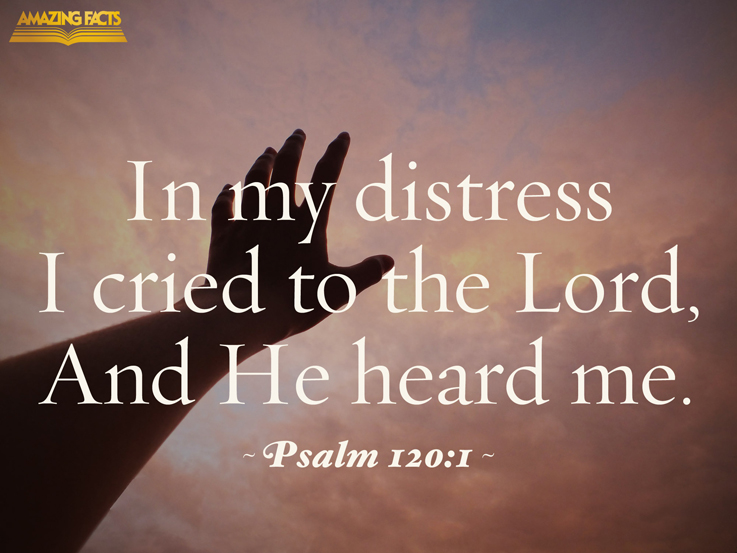 AMAZING FACTS
In my distress
I cried to the Lord,
And He heard me.
~ Psalm 120:1 ~